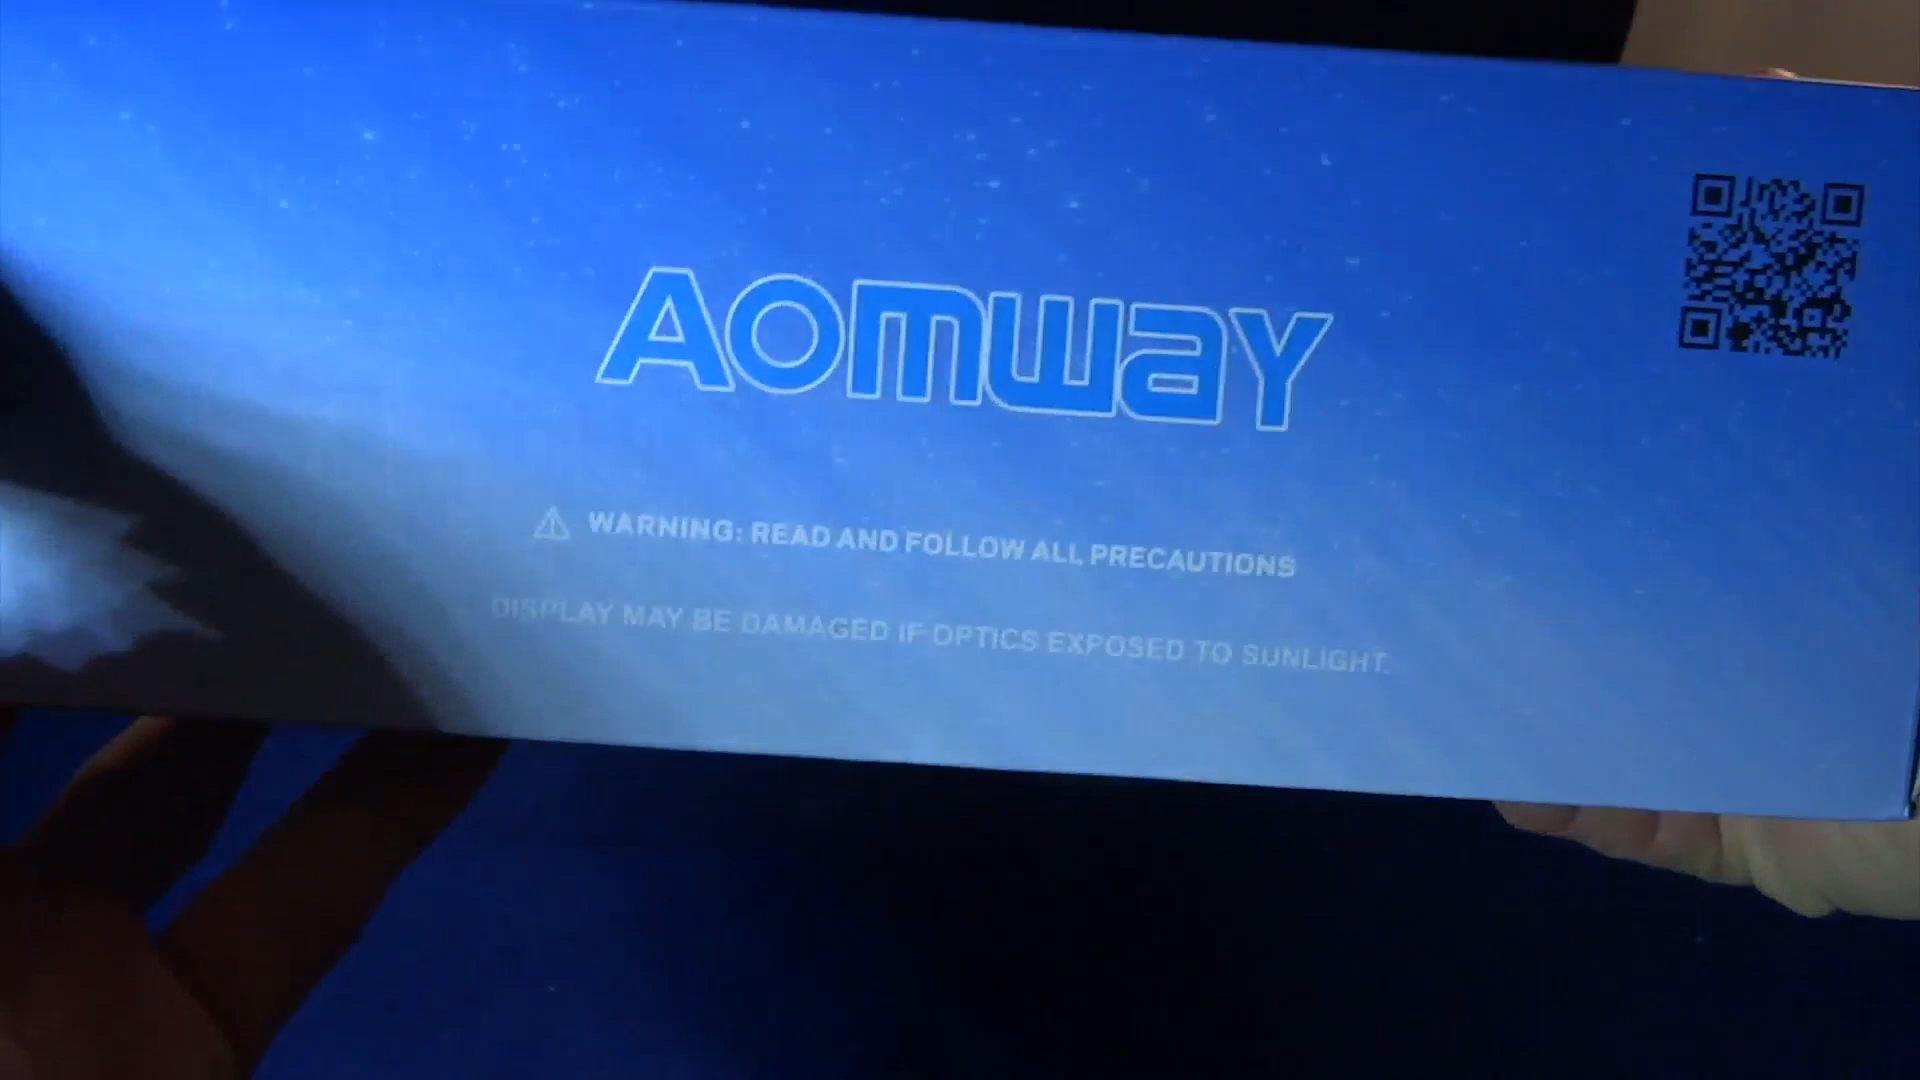 AOMWAY
WARNING: READ AND FOLLOW ALL PRECAUTIONS
DISPLAY MAY BE DAMAGED IF OPTICS EXPOSED TO SUNLIGHT.